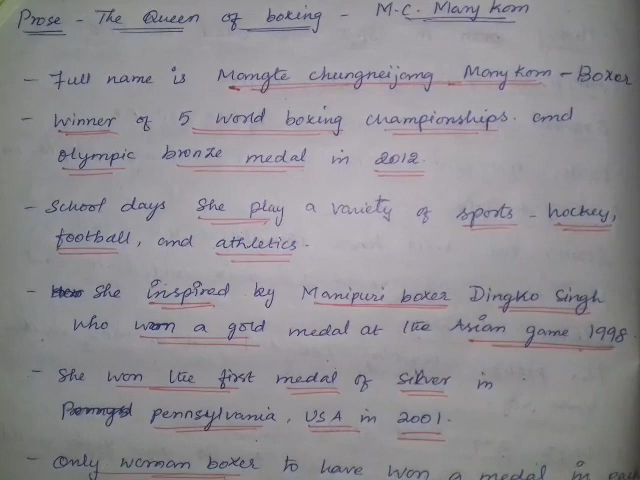 Prose - The Queen of boxing - M.C. Mary kom
- Full name is Mangte chungneijang Mary kom - Boxer
- Winner of 5 world boxing championships. and
olympic bronze medal in 2012.
- School days She play a variety of sports - hockey,
football, and athletics.
- She inspired by Manipuri boxer Dingko Singh
who won a gold medal at the Asian game 1998.
- She won the first medal of silver in
pennsylvania, USA in 2001.
- Only woman boxer to have won a medal in